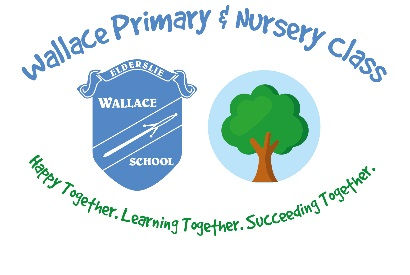 Wallace Primary & Nursery Class
ELDERSLIE
WALLACE
SCHOOL
Happy Together. Learning Together. Succeeding Together.